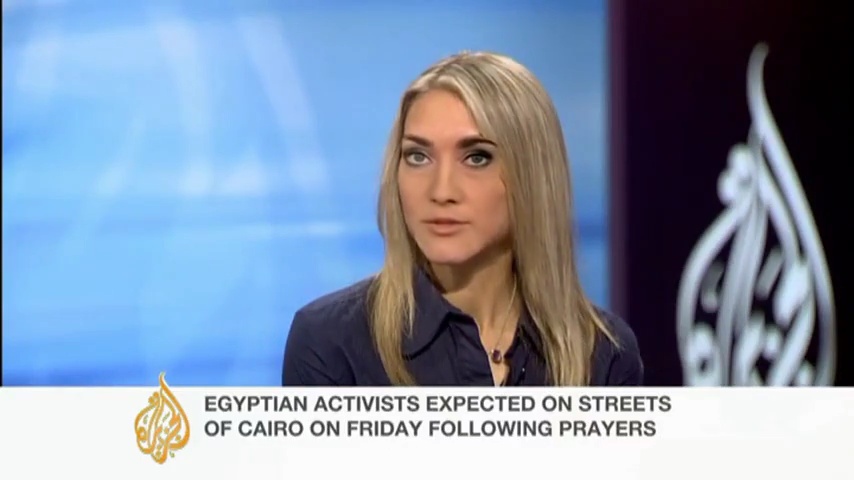 EGYPTIAN ACTIVISTS EXPECTED ON STREETS
OF CAIRO ON FRIDAY FOLLOWING PRAYERS